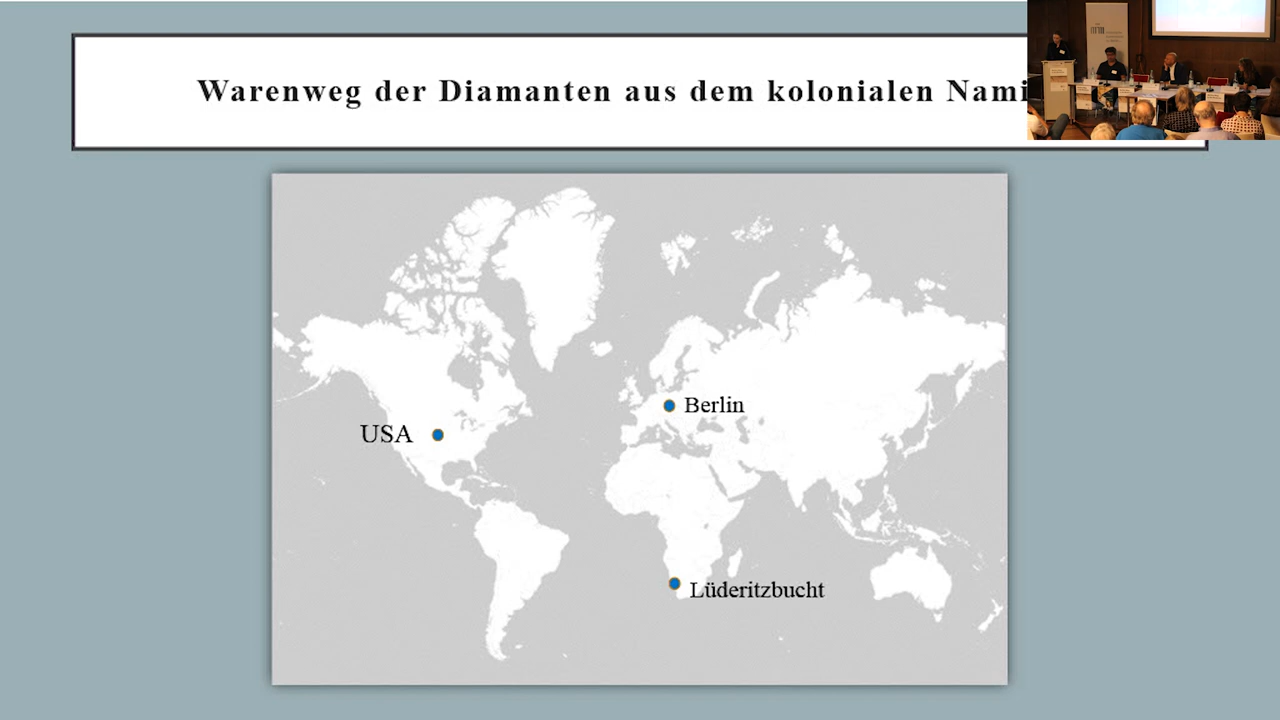 Warenweg der Diamanten aus dem kolonialen Nami
Berlin
USA
Lüderitzbucht